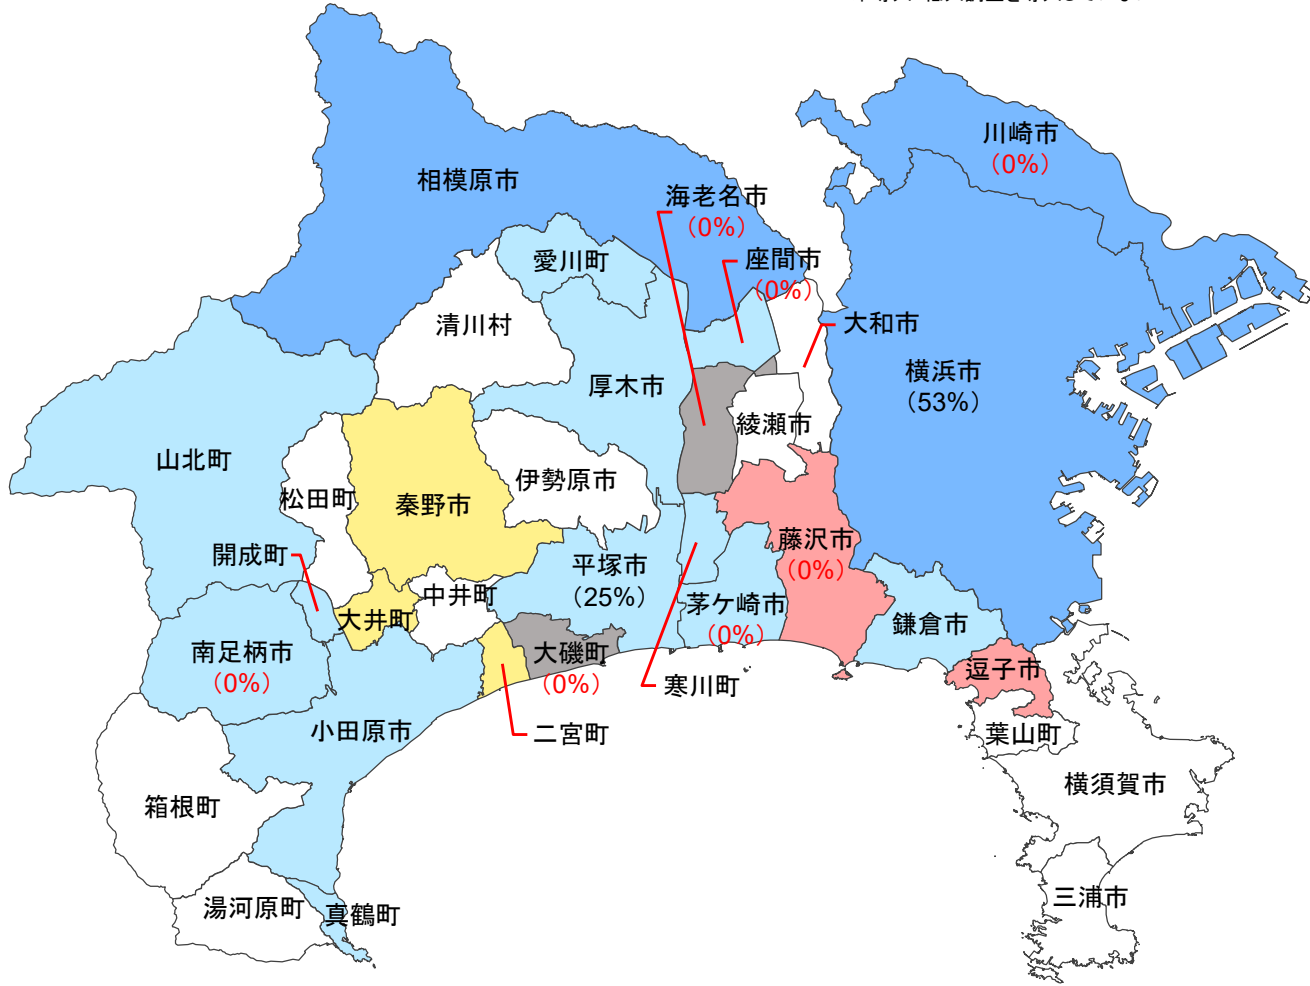 川崎市
(0%)
相模原市
海老名市
(0%)
愛川町
座間市
(0%)
清川村
大和市
横浜市
(53%)
厚木市
綾瀬市
山北町
伊勢原市
松田町
秦野市
藤沢市
(0%)
開成町
平塚市
(25%)
中井町
茅ケ崎市
(0%)
大井町
鎌倉市
南足柄市
(0%)
大磯町
(0%)
逗子市
寒川町
小田原市
二宮町
葉山町
横須賀市
箱根町
三浦市
湯河原町
真鶴町